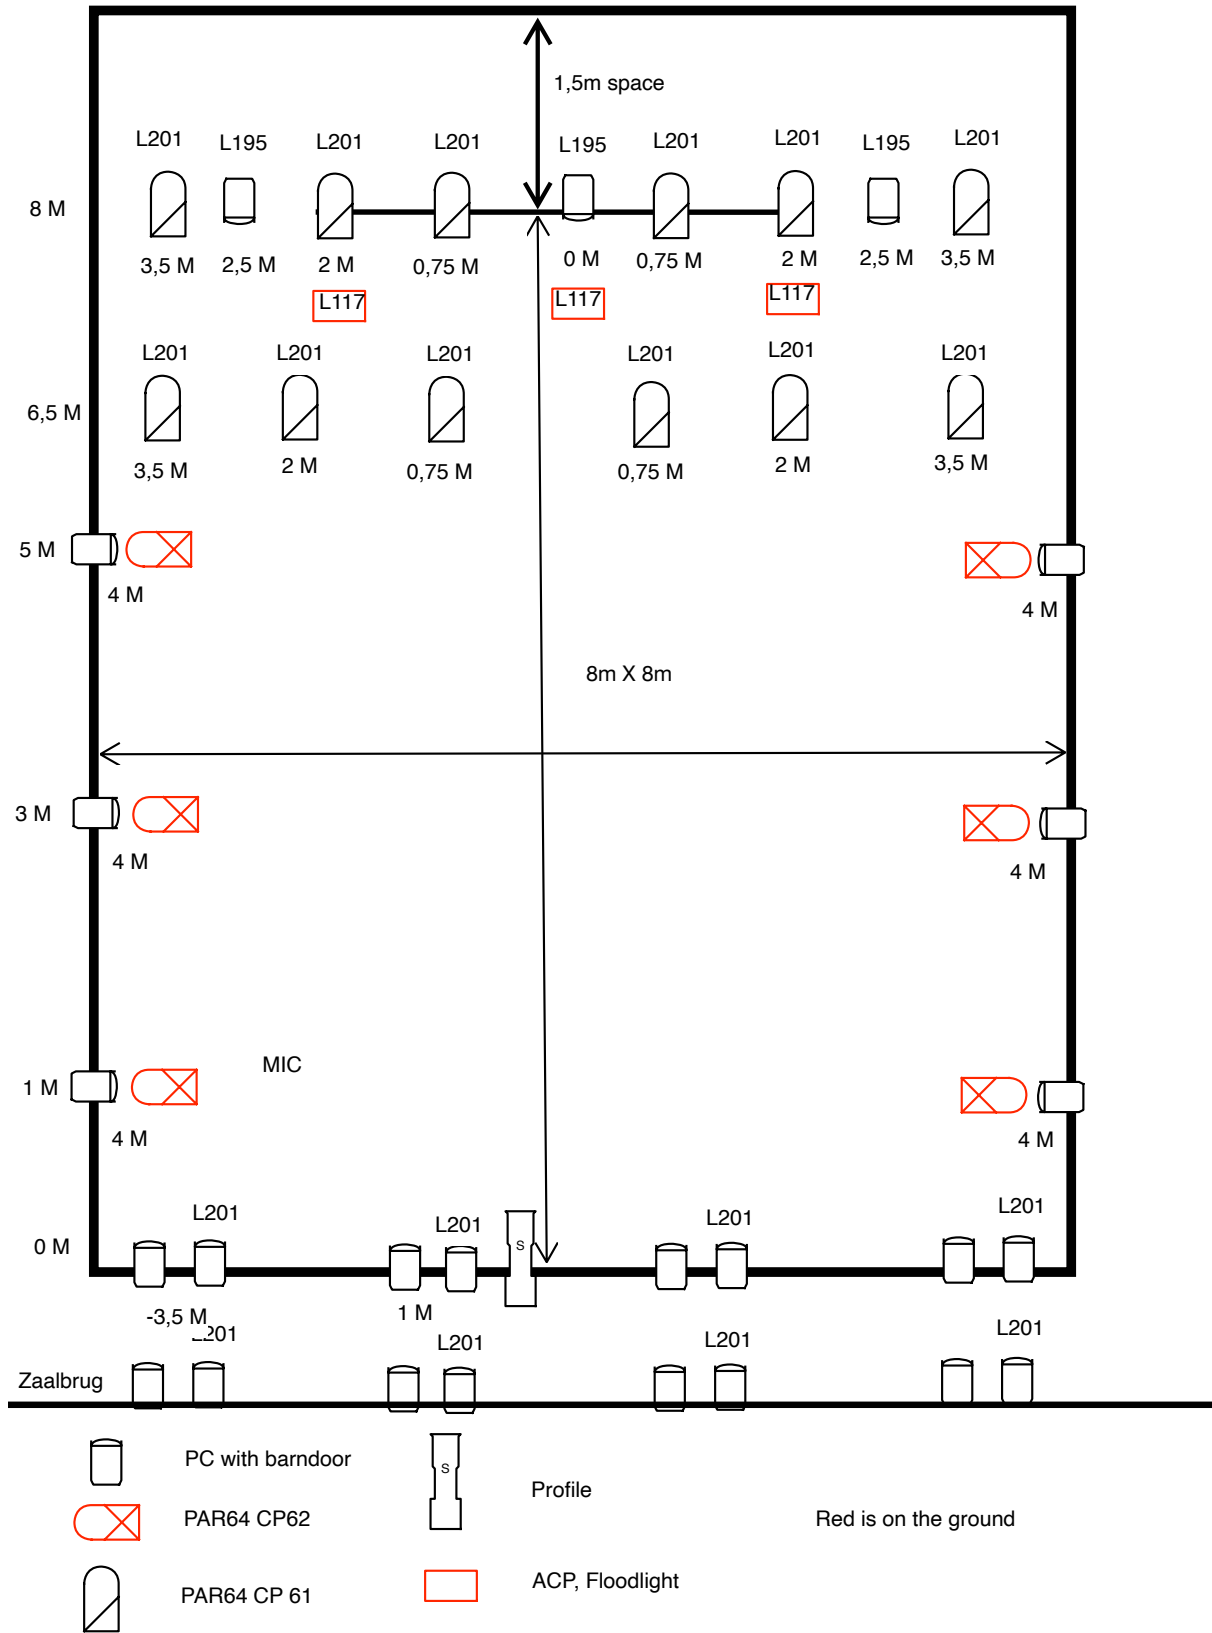 1,5m space
L201 L195 L201 L201 L195 L201 L201 L195 L201
8 M
3,5 M 2,5 M 2 M 0,75 M 0 M 0,75 M 2 M 2,5 M 3,5 M
L117 L117 L117
L201 L201 L201 L201 L201 L201
6,5 M
3,5 M 2 M 0,75 M 0,75 M 2 M 3,5 M
5 M
4 M 4 M
8m X 8m
3 M
4 M 4 M
MIC
1 M
4 M 4 M
L201 L201 L201 L201
0 M S
-3,5 M 1 M
L201 L201 L201 L201
Zaalbrug
PC with barndoor S
Profile
PAR64 CP62 Red is on the ground
ACP, Floodlight
PAR64 CP 61